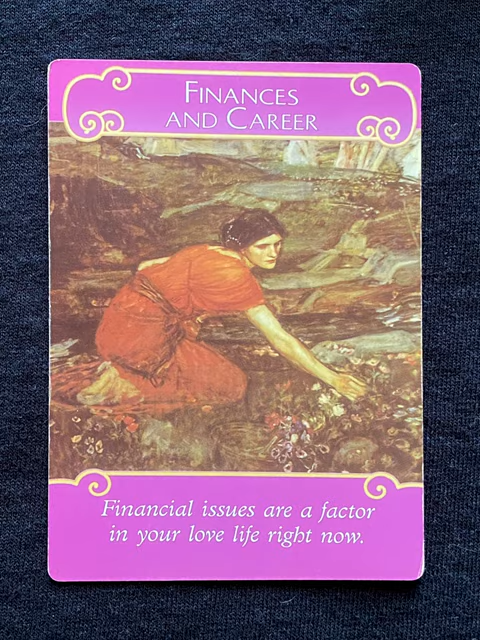 FINANCES
AND CAREER
Financial issues are a factor
in your love life right now.